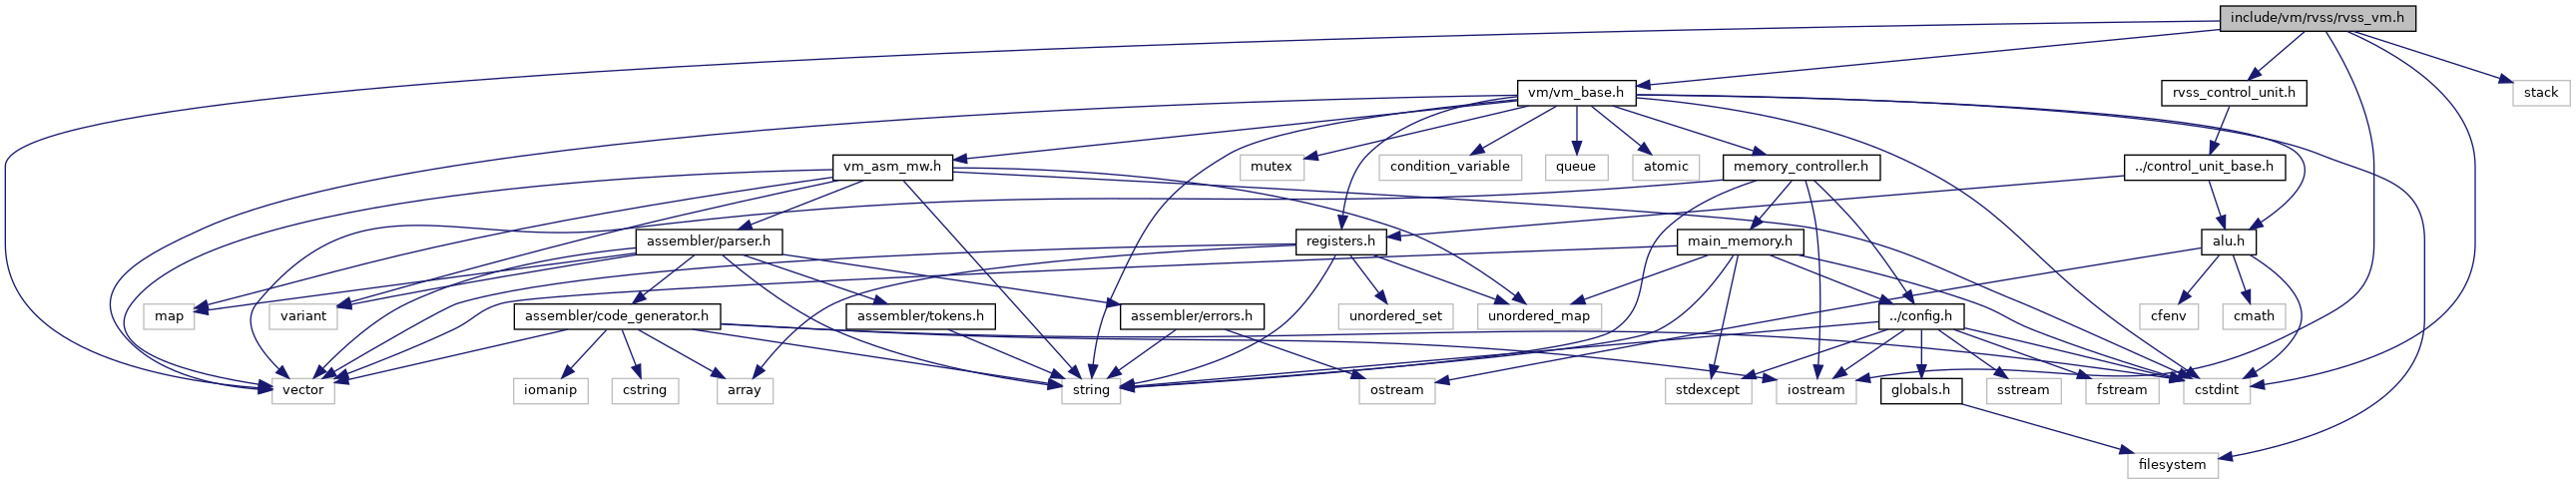 include/vm/rvss/rvss_vm.h
vm/vm_base.h
rvss_control_unit.h
stack
vm_asm_mw.h
mutex
condition_variable
queue
atomic
memory_controller.h
../control_unit_base.h
assembler/parser.h
registers.h
main_memory.h
alu.h
map
variant
assembler/code_generator.h
assembler/tokens.h
assembler/errors.h
unordered_set
unordered_map
../config.h
cfenv
cmath
vector
iomanip
cstring
array
string
ostream
stdexcept
iostream
globals.h
sstream
fstream
cstdint
filesystem